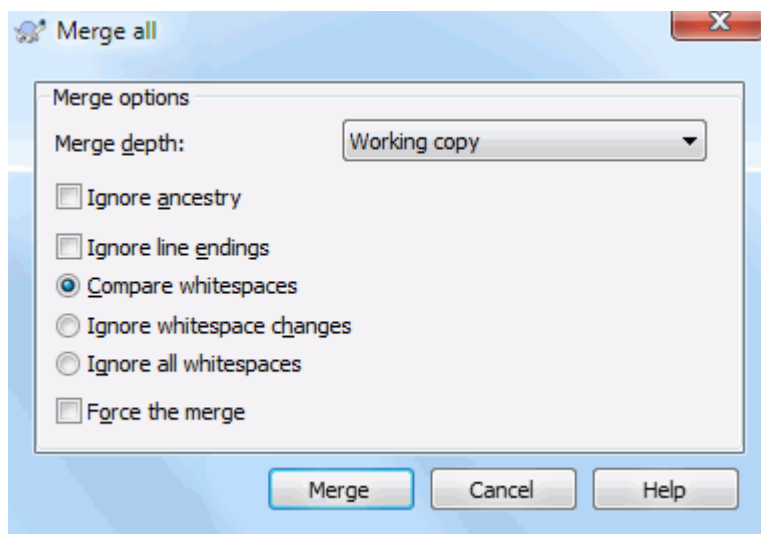 Merge all
Merge options
Merge depth: Working copy
Ignore ancestry
Ignore line endings
Compare whitespaces
Ignore whitespace changes
Ignore all whitespaces
Force the merge
Merge Cancel Help